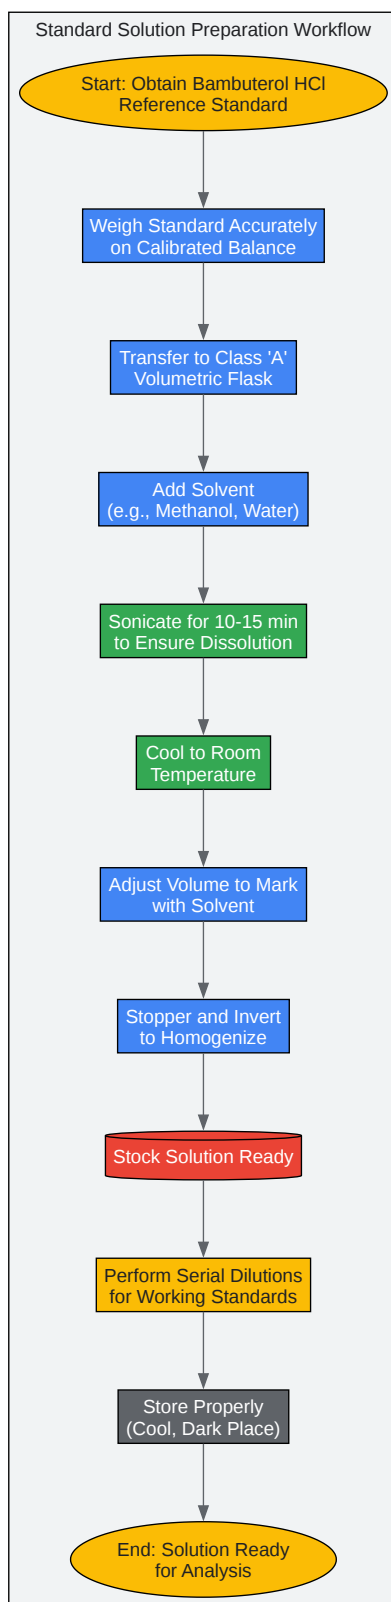 Standard Solution Preparation Workflow
Start: Obtain Bambuterol HCl
Reference Standard
Weigh Standard Accurately
on Calibrated Balance
Transfer to Class 'A'
Volumetric Flask
Add Solvent
(e.g., Methanol, Water)
Sonicate for 10-15 min
to Ensure Dissolution
Cool to Room
Temperature
Adjust Volume to Mark
with Solvent
Stopper and Invert
to Homogenize
Stock Solution Ready
Perform Serial Dilutions
for Working Standards
Store Properly
(Cool, Dark Place)
End: Solution Ready
for Analysis